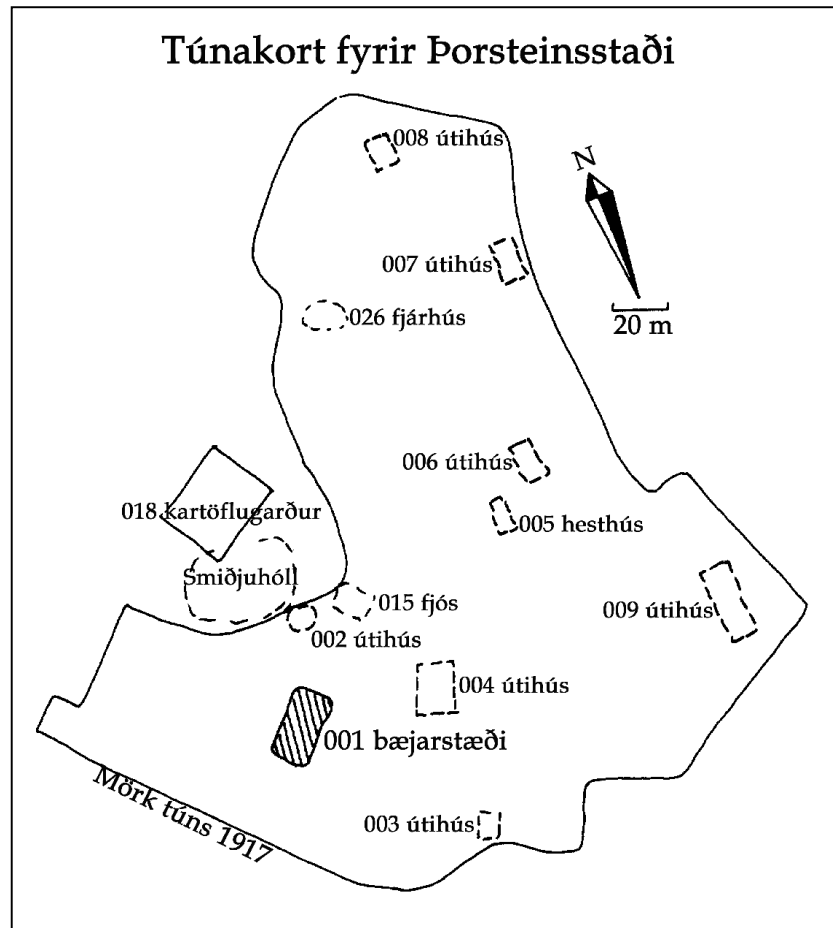 Túnakort fyrir Þorsteinsstaði
008 útihús
N
007 útihús
20 m
026 fjárhús
006 útihús
018 kartöflugarður
005 hesthús
Smiðjuhóll
015 fjós
009 útihús
002 útihús
004 útihús
001 bæjarstæði
Mörk túns 1917
003 útihús